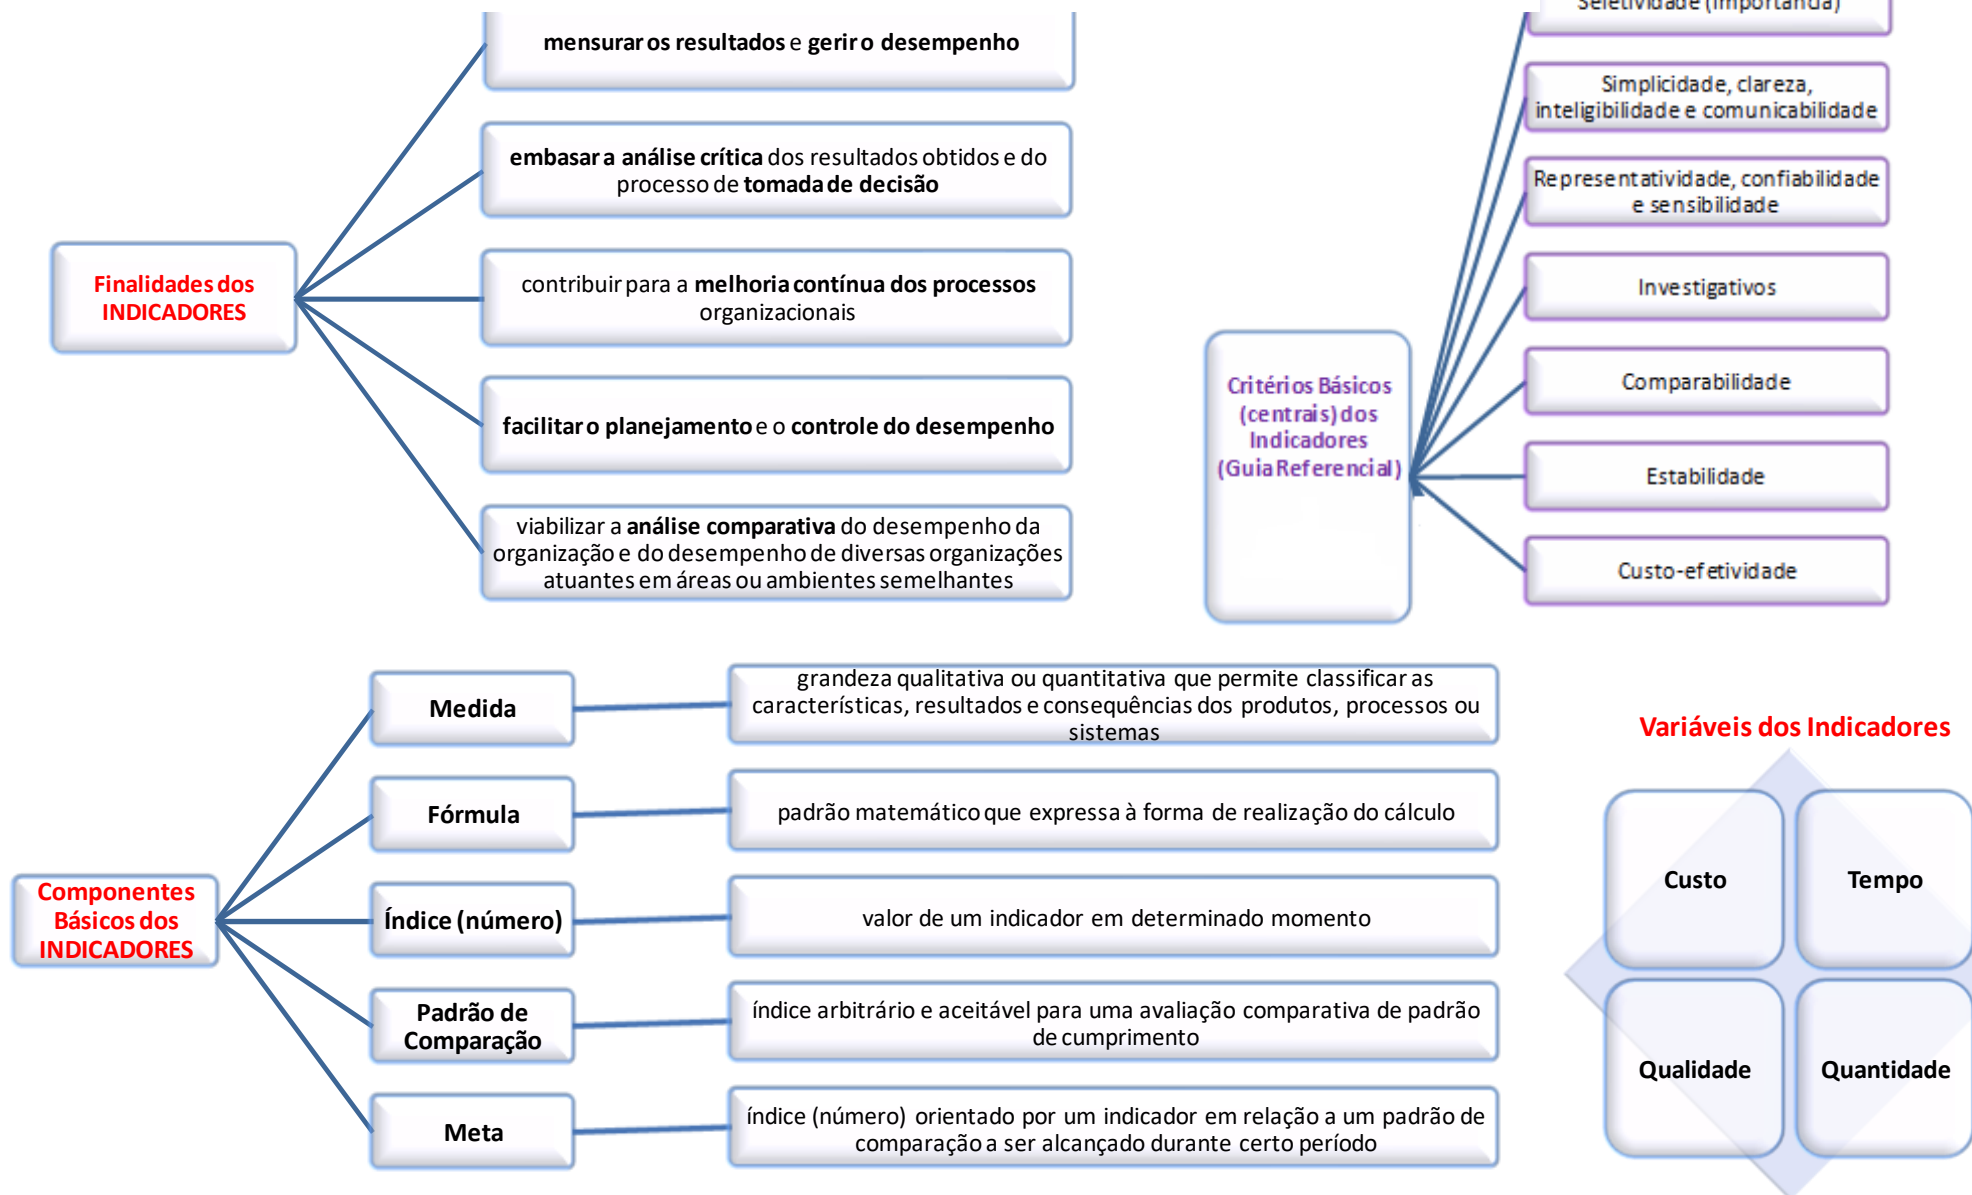 mensurar os resultados e gerir o desempenho
embasar a análise crítica dos resultados obtidos e do
processo de tomada de decisão
Finalidades dos
INDICADORES
contribuir para a melhoria contínua dos processos
organizacionais
facilitar o planejamento e o controle do desempenho
viabilizar a análise comparativa do desempenho da
organização e do desempenho de diversas organizações
atuantes em áreas ou ambientes semelhantes
Seletividade (importância)
Simplicidade, clareza,
inteligibilidade e comunicabilidade
Representatividade, confiabilidade
e sensibilidade
Investigativos
Critérios Básicos
(centrais) dos
Indicadores
(Guia Referencial)
Comparabilidade
Estabilidade
Custo-efetividade
Componentes
Básicos dos
INDICADORES
Medida
grandeza qualitativa ou quantitativa que permite classificar as
características, resultados e consequências dos produtos, processos ou
sistemas
Fórmula
padrão matemático que expressa à forma de realização do cálculo
Índice (número)
valor de um indicador em determinado momento
Padrão de
Comparação
índice arbitrário e aceitável para uma avaliação comparativa de padrão
de cumprimento
Meta
índice (número) orientado por um indicador em relação a um padrão de
comparação a ser alcançado durante certo período
Variáveis dos Indicadores
Custo
Tempo
Qualidade
Quantidade